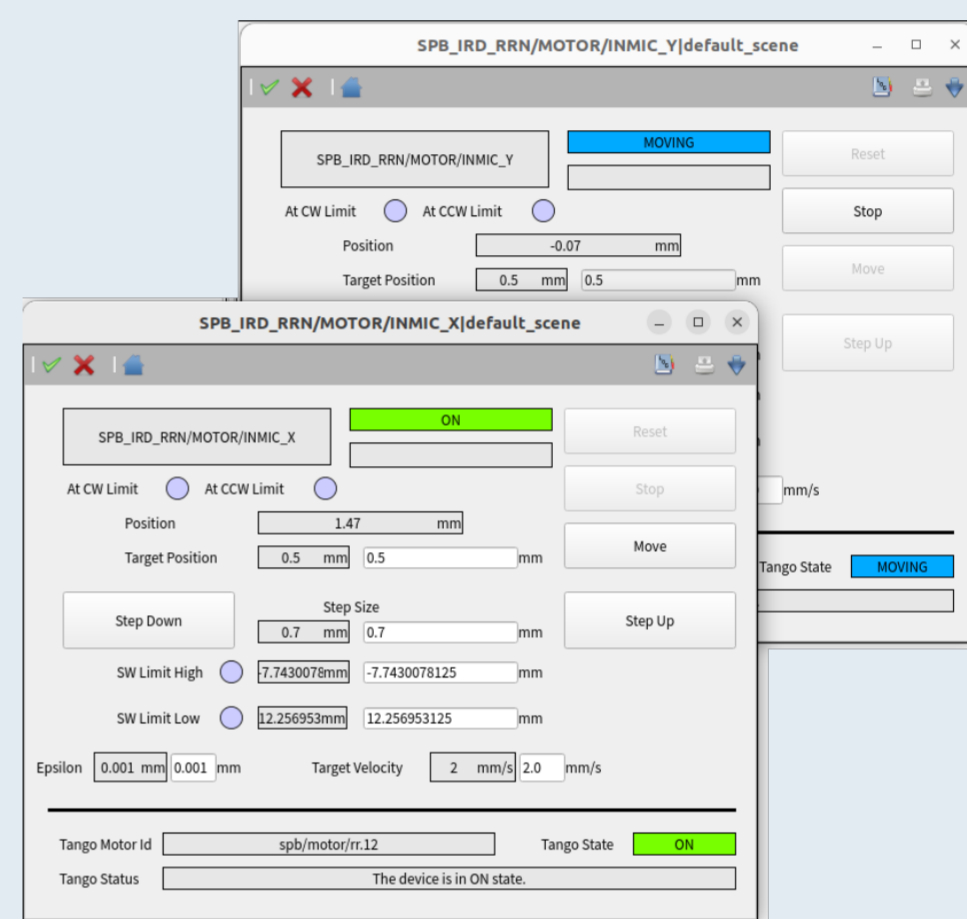 SPB_IRD_RRN/MOTOR/INMIC_Y|default_scene
SPB_IRD_RRN/MOTOR/INMIC_Y
MOVING
Reset
At CW Limit At CCW Limit
Stop
Position -0.07 mm
Target Position 0.5 mm 0.5 mm
Move
Step Up
mm/s
Tango State MOVING
SPB_IRD_RRN/MOTOR/INMIC_X|default_scene
SPB_IRD_RRN/MOTOR/INMIC_X
ON
Reset
At CW Limit At CCW Limit
Stop
Position 1.47 mm
Target Position 0.5 mm 0.5 mm
Move
Step Down
Step Size
0.7 mm 0.7 mm
Step Up
SW Limit High -7.7430078mm -7.7430078125 mm
SW Limit Low 12.256953mm 12.256953125 mm
Epsilon 0.001 mm 0.001 mm Target Velocity 2 mm/s 2.0 mm/s
Tango Motor Id spb/motor/rr.12 Tango State ON
Tango Status The device is in ON state.